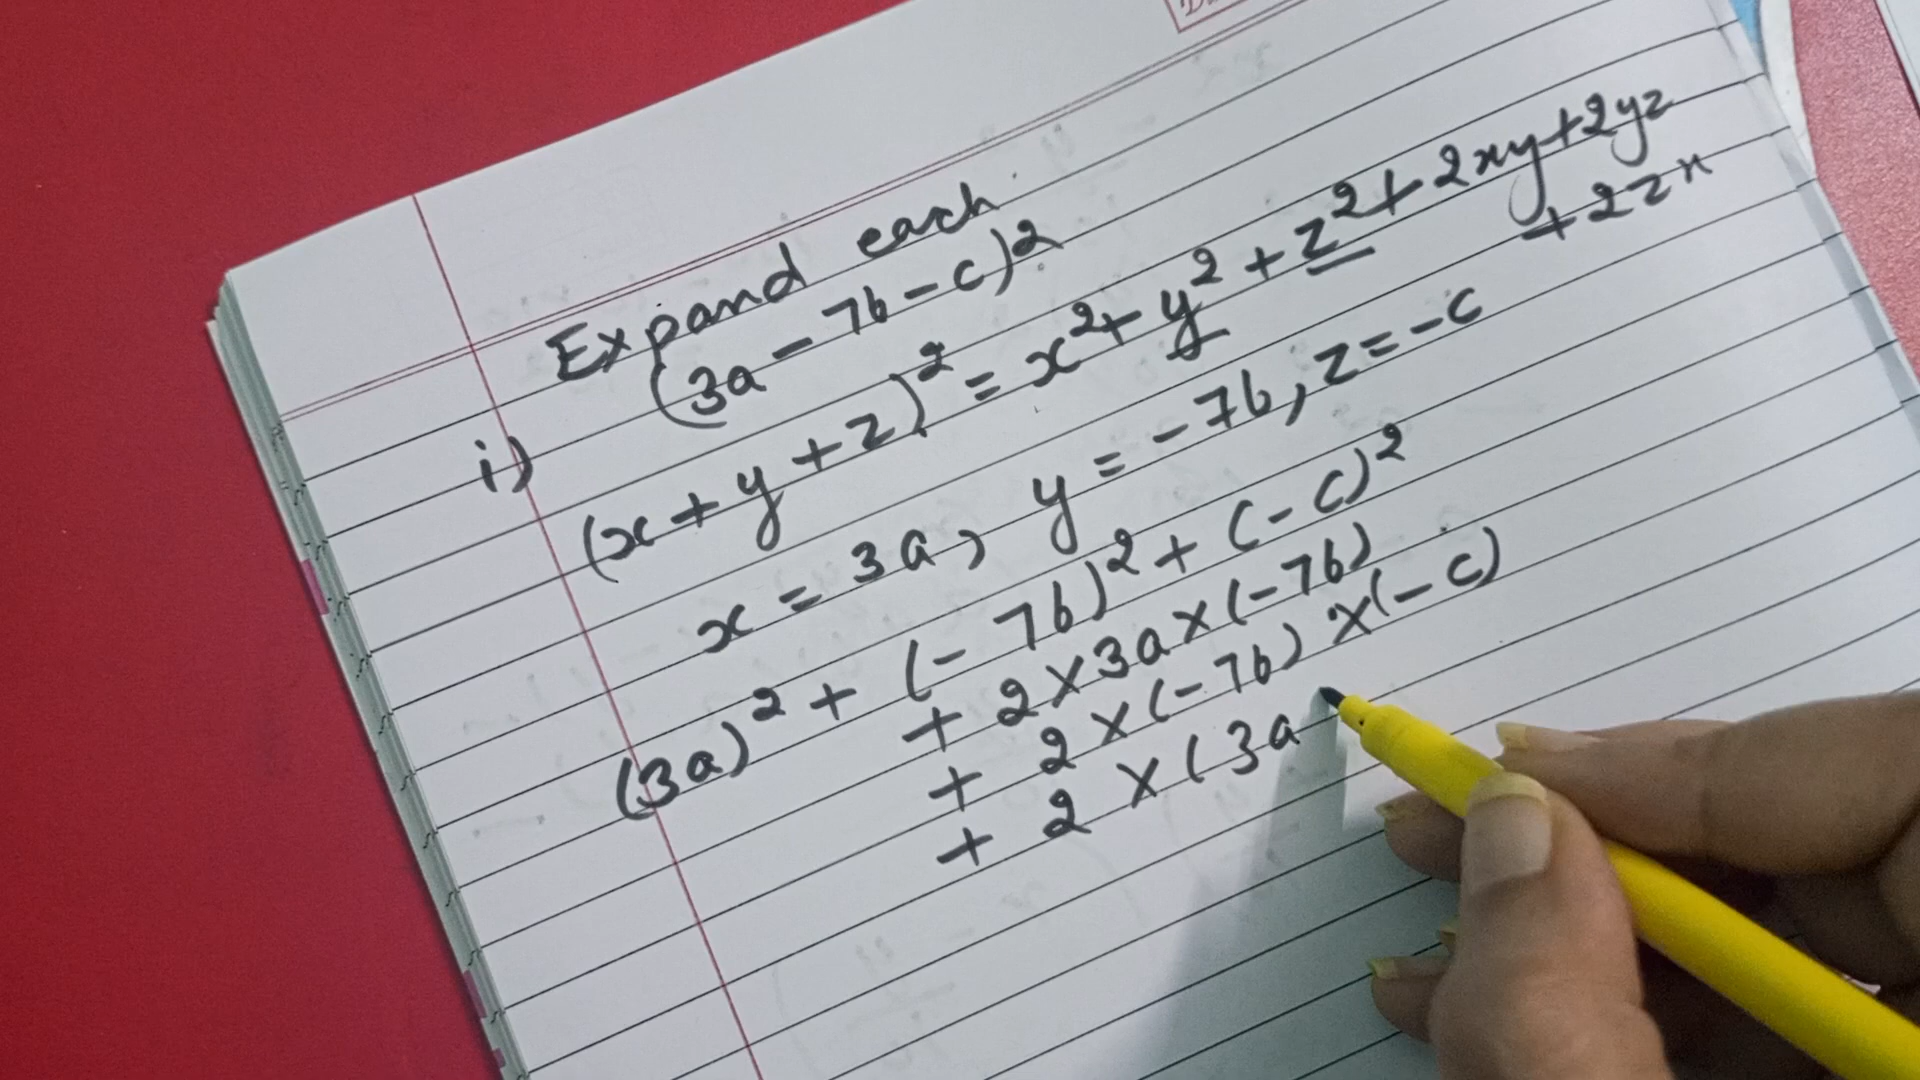 Expand each.
i) (3a - 7b - c)²
(x + y + z)² = x² + y² + z² + 2xy + 2yz
+ 2zx
x = 3a, y = -7b, z = -c
(3a)² + (-7b)² + (-c)²
+ 2 × 3a × (-7b)
+ 2 × (-7b) × (-c)
+ 2 × (3a